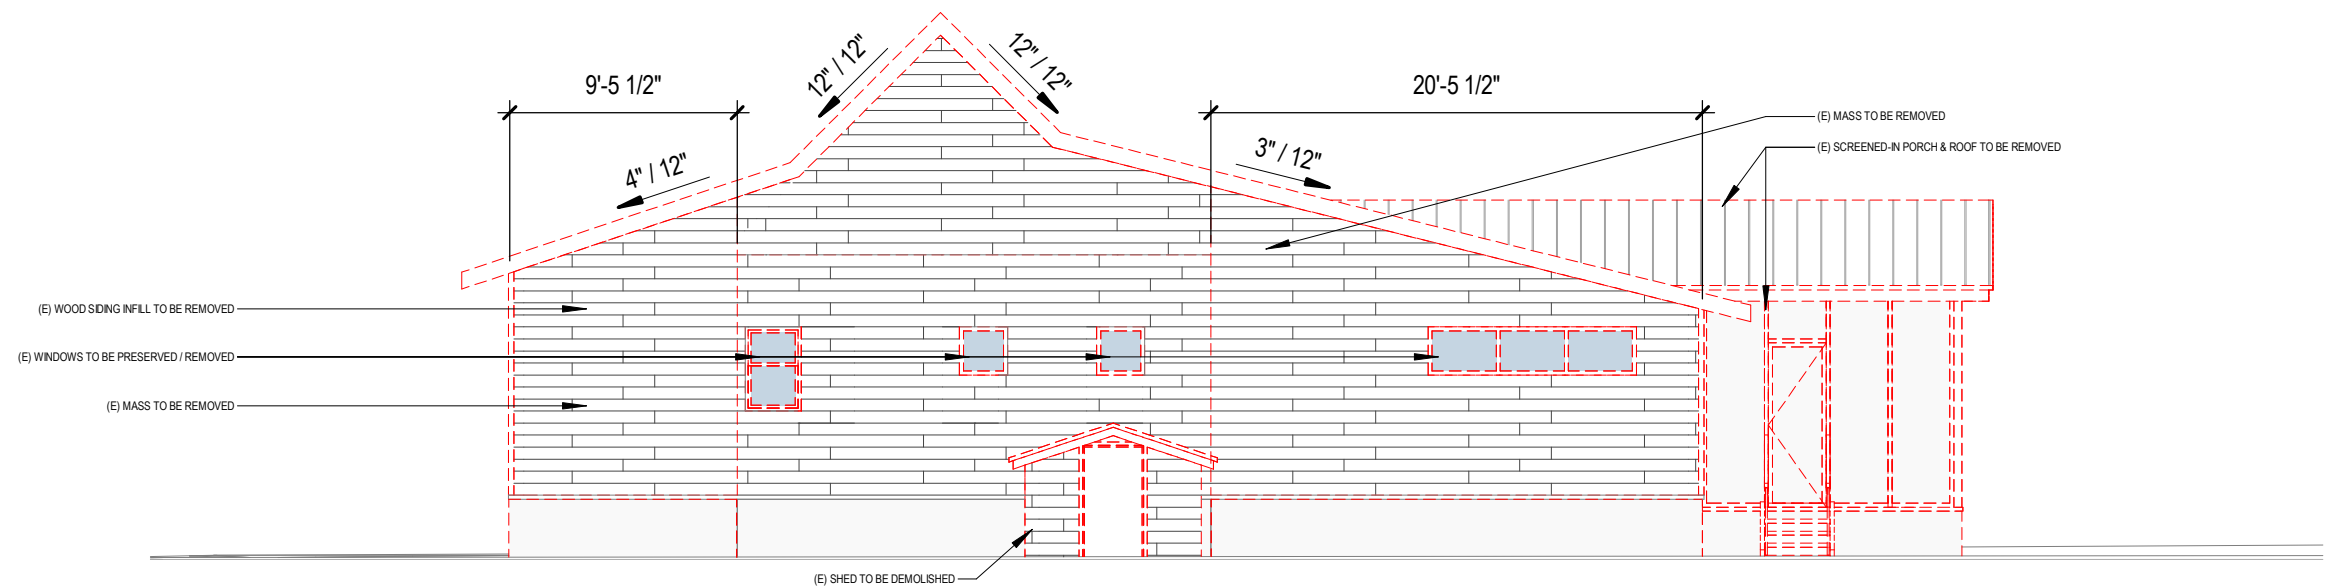 12" / 12"
12" / 12"
9'-5 1/2"
20'-5 1/2"
(E) MASS TO BE REMOVED
(E) SCREENED-IN PORCH & ROOF TO BE REMOVED
4" / 12"
3" / 12"
(E) WOOD SIDING INFILL TO BE REMOVED
(E) WINDOWS TO BE PRESERVED / REMOVED
(E) MASS TO BE REMOVED
(E) SHED TO BE DEMOLISHED